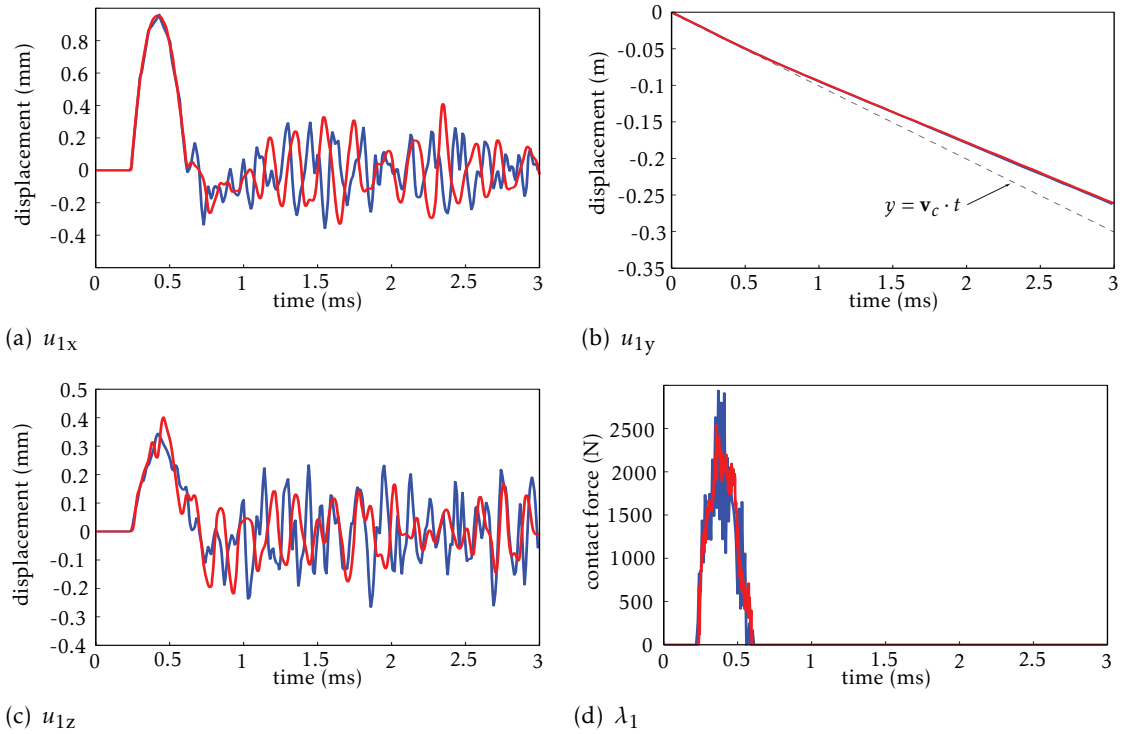 displacement (mm)
0.8
0.6
0.4
0.2
0
-0.2
-0.4
0 0.5 1 1.5 2 2.5 3
time (ms)
(a) u1x
displacement (m)
0
-0.05
-0.1
-0.15
-0.2
-0.25
-0.3
-0.35
y = vc · t
0 0.5 1 1.5 2 2.5 3
time (ms)
(b) u1y
displacement (mm)
0.5
0.4
0.3
0.2
0.1
0
-0.1
-0.2
-0.3
-0.4
0 0.5 1 1.5 2 2.5 3
time (ms)
(c) u1z
contact force (N)
2500
2000
1500
1000
500
0
0 0.5 1 1.5 2 2.5 3
time (ms)
(d) λ1